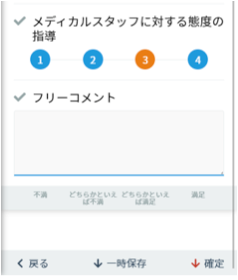 メディカルスタッフに対する態度の
指導
1 2 3 4
フリーコメント
不満 どちらかといえ どちらかといえ 満足
ば不満 ば満足
戻る 一時保存 確定